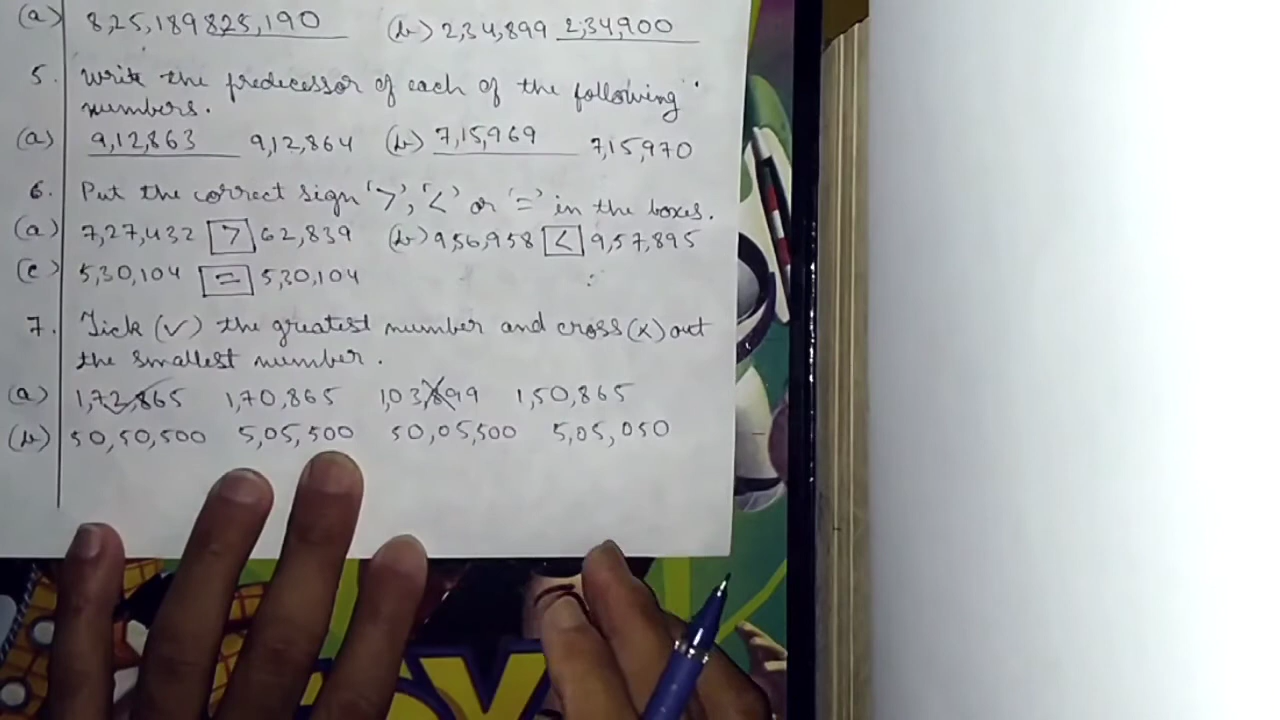 (a) 8,25,189 825,190 (b) 2,34,899 2,34,900
5. Write the predecessor of each of the following numbers.
(a) 9,12,863 9,12,864 (b) 7,15,969 7,15,970
6. Put the correct sign '>', '<' or '=' in the boxes.
(a) 7,27,432 > 62,839 (b) 9,56,958 < 9,57,895
(c) 5,30,104 = 5,30,104
7. Tick (✓) the greatest number and cross (x) out
the smallest number.
(a) 1,72,865 1,70,865 1,03,899 1,50,865
(b) 50,50,500 5,05,500 50,05,500 5,05,050